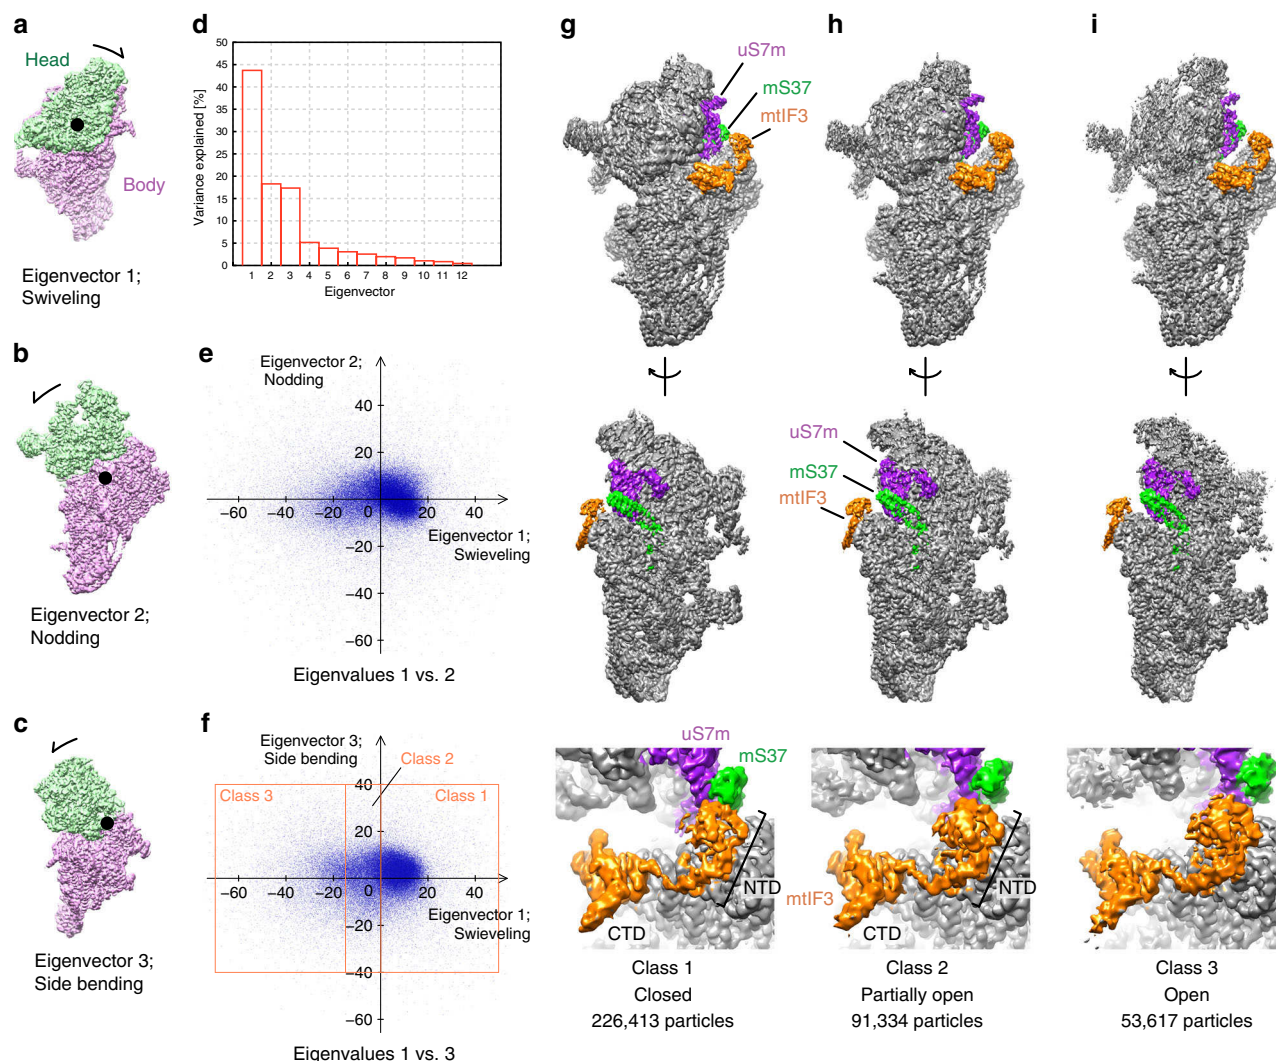 a
Head
Body
Eigenvector 1;
Swiveling
b
Eigenvector 2;
Nodding
c
Eigenvector 3;
Side bending
d
Variance explained [%]
50
45
40
35
30
25
20
15
10
5
0
1 2 3 4 5 6 7 8 9 10 11 12
Eigenvector
e
Eigenvector 2;
Nodding
40
20
−60 −40 −20 0 20 40
−20
−40
−60
Eigenvector 1;
Swieveling
Eigenvalues 1 vs. 2
f
Eigenvector 3;
Side bending
Class 2
Class 3
Class 1
40
20
−60 −40 −20 0 20 40
−20
−40
−60
Eigenvector 1;
Swieveling
Eigenvalues 1 vs. 3
g
uS7m
mS37
mtIF3
uS7m
mS37
NTD
CTD
Class 1
Closed
226,413 particles
h
uS7m
mS37
mtIF3
mtIF3
NTD
CTD
Class 2
Partially open
91,334 particles
i
Class 3
Open
53,617 particles